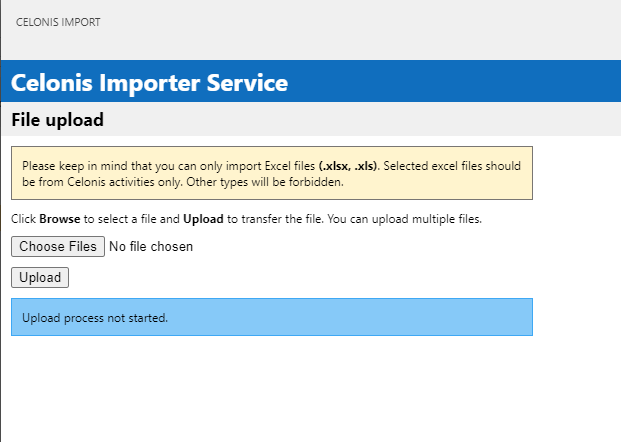 CELONIS IMPORT
Celonis Importer Service
File upload
Please keep in mind that you can only import Excel files (.xlsx, .xls). Selected excel files should
be from Celonis activities only. Other types will be forbidden.
Click Browse to select a file and Upload to transfer the file. You can upload multiple files.
Choose Files No file chosen
Upload
Upload process not started.